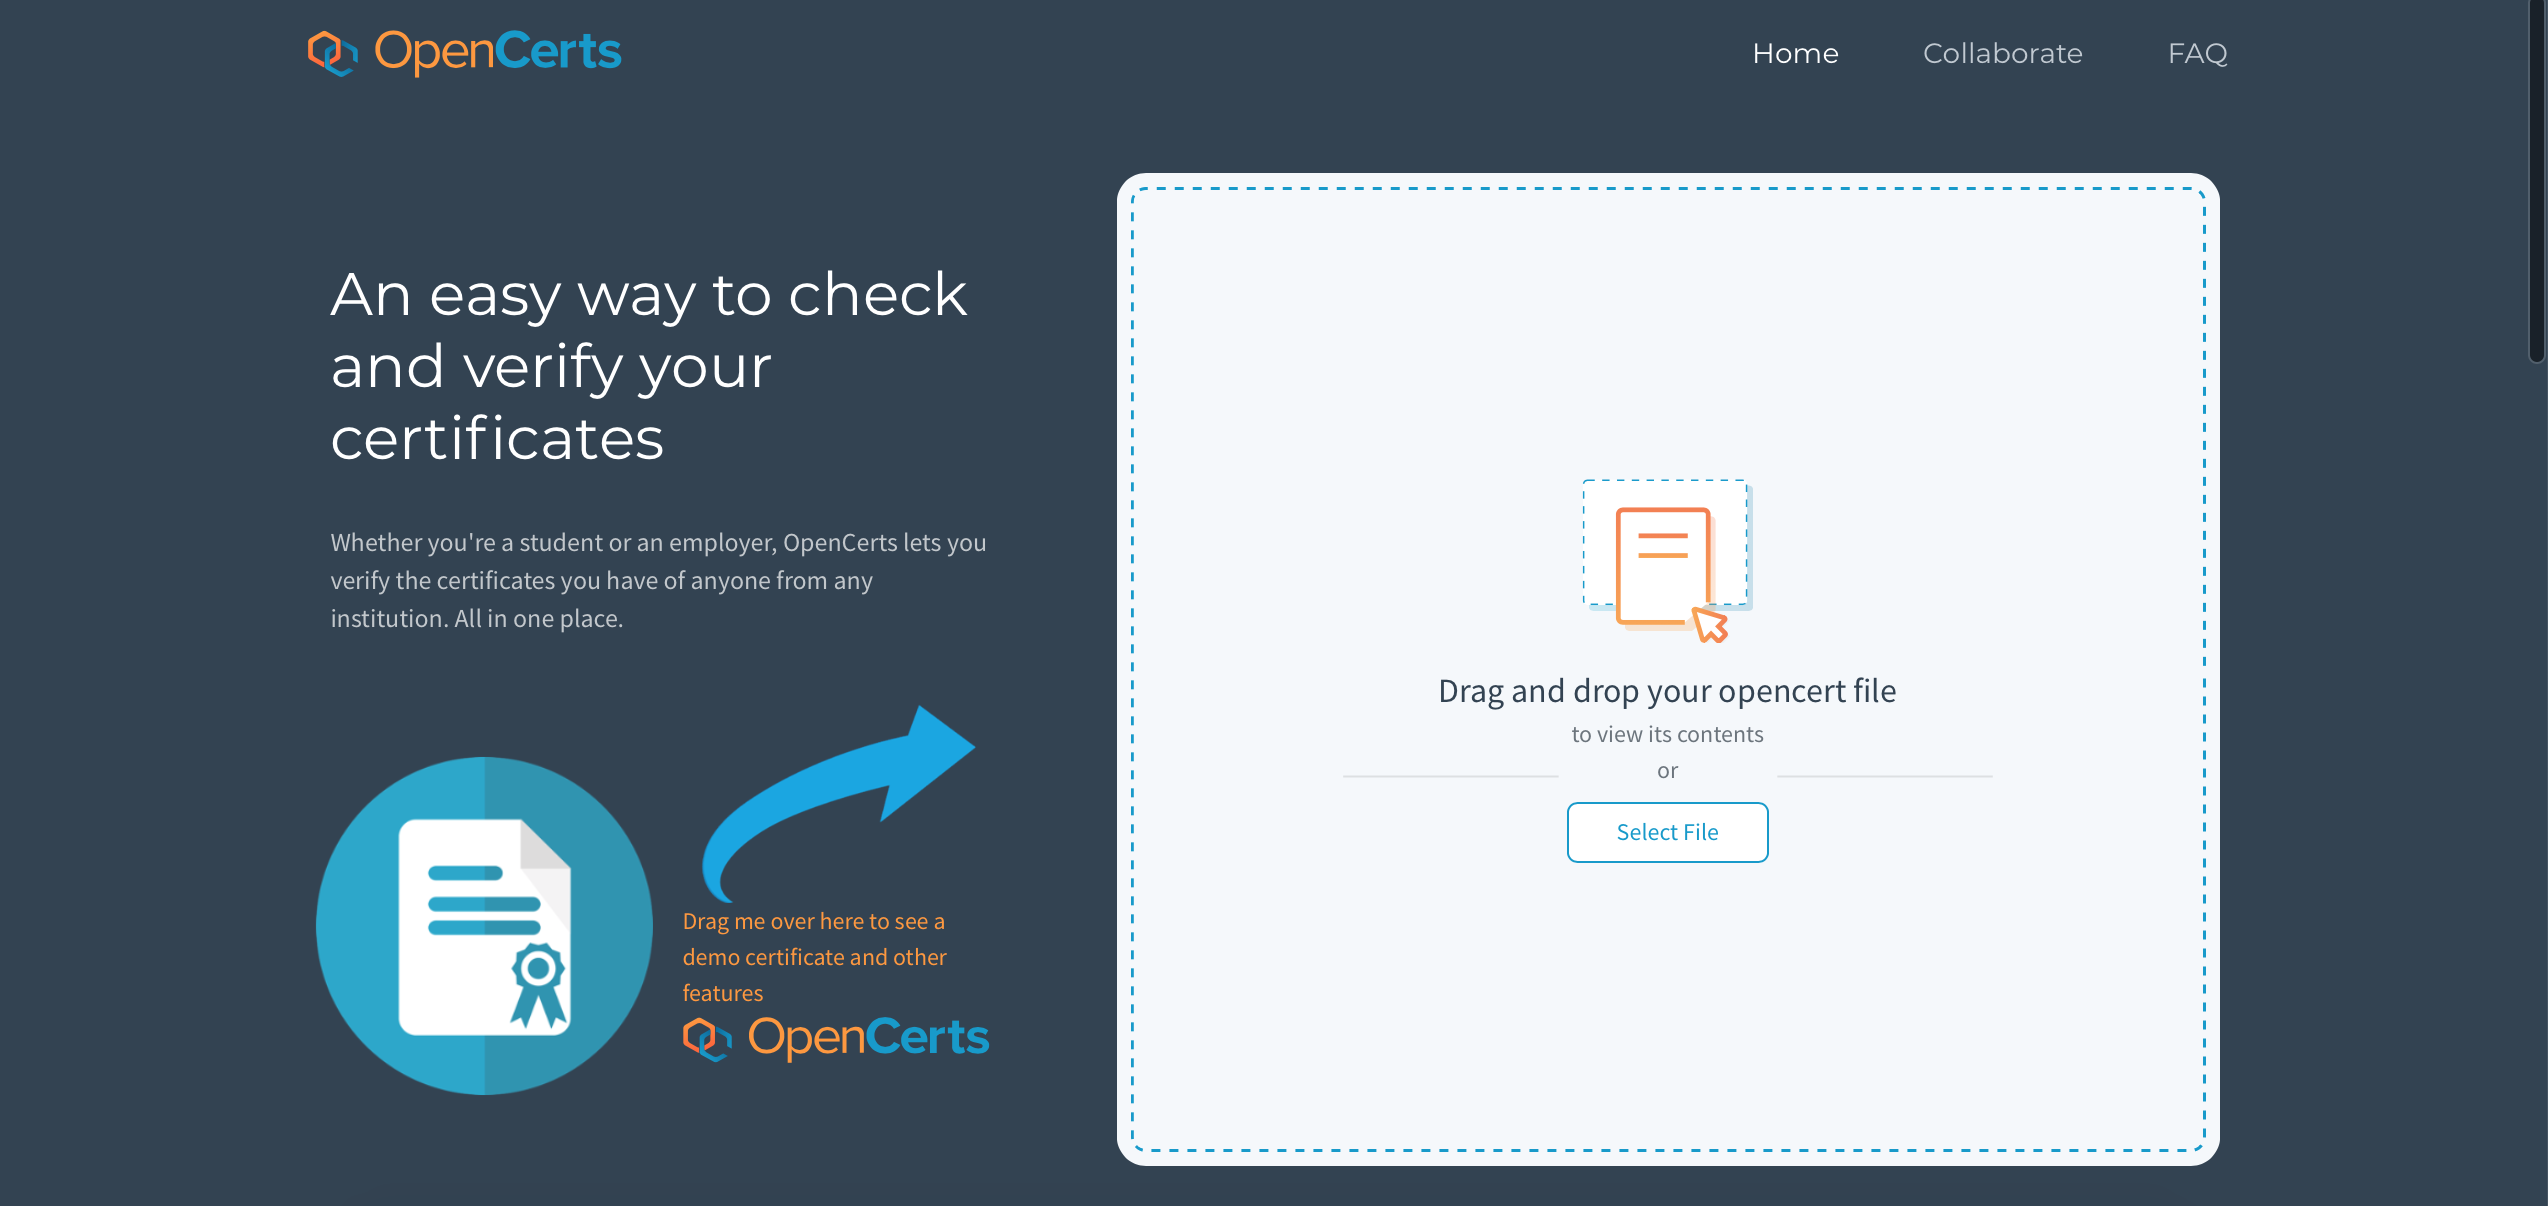 OpenCerts
Home
Collaborate
FAQ
An easy way to check
and verify your
certificates
Whether you're a student or an employer, OpenCerts lets you
verify the certificates you have of anyone from any
institution. All in one place.
Drag me over here to see a
demo certificate and other
features
OpenCerts
Drag and drop your opencert file
to view its contents
or
Select File